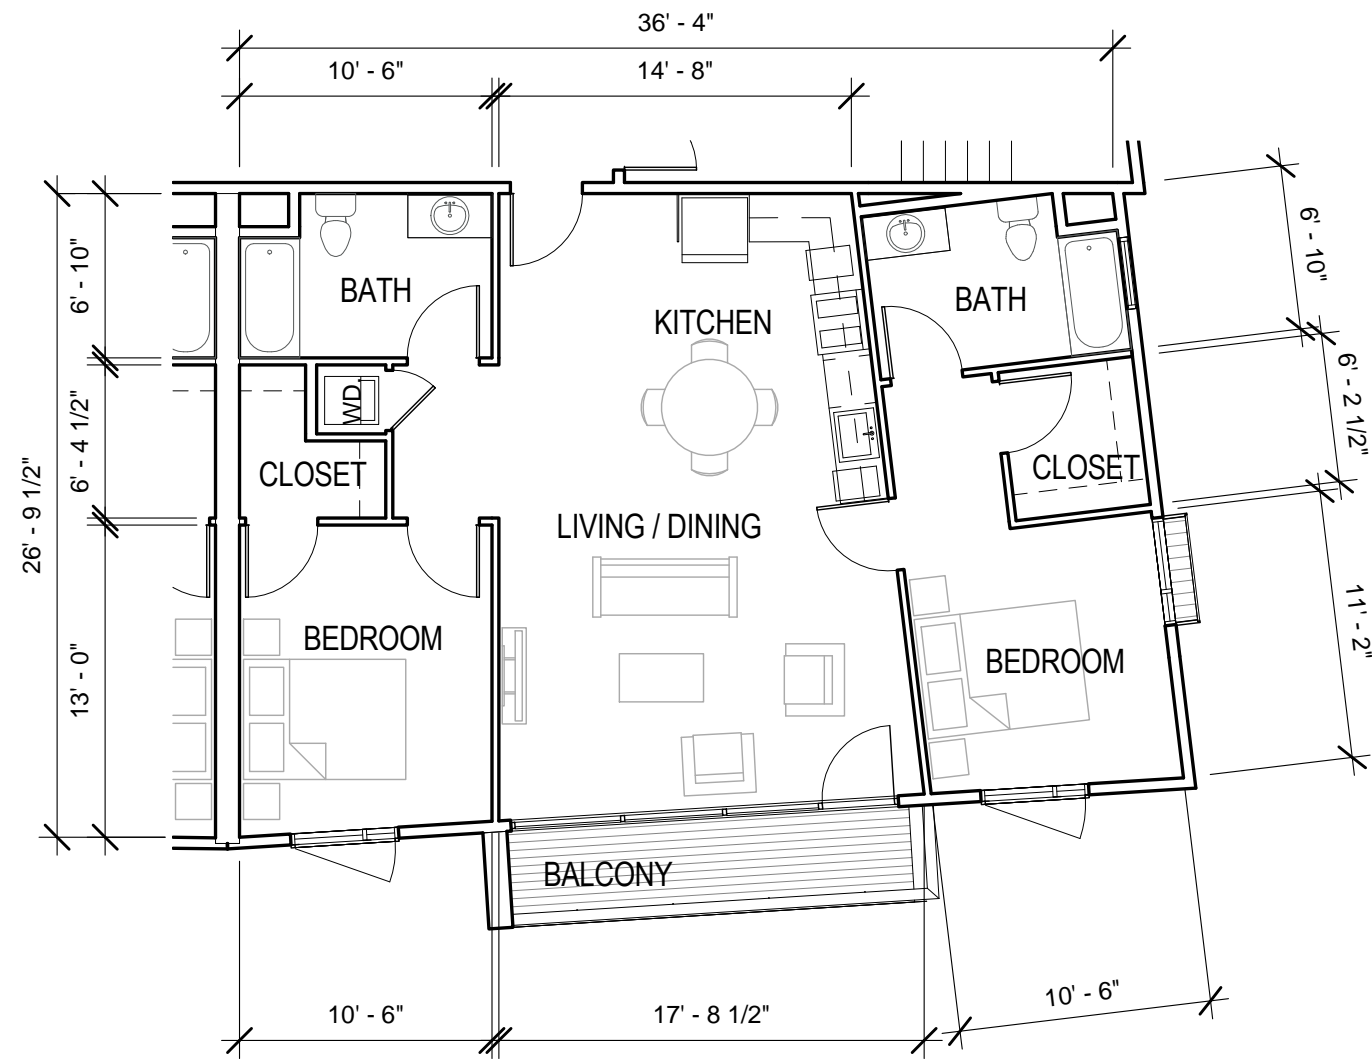 36' - 4"
10' - 6"
14' - 8"
6' - 10"
6' - 10"
BATH
BATH
KITCHEN
6' - 4 1/2"
6' - 2 1/2"
WD.
CLOSET
CLOSET
26' - 9 1/2"
LIVING / DINING
13' - 0"
11' - 2"
BEDROOM
BEDROOM
BALCONY
10' - 6"
17' - 8 1/2"
10' - 6"